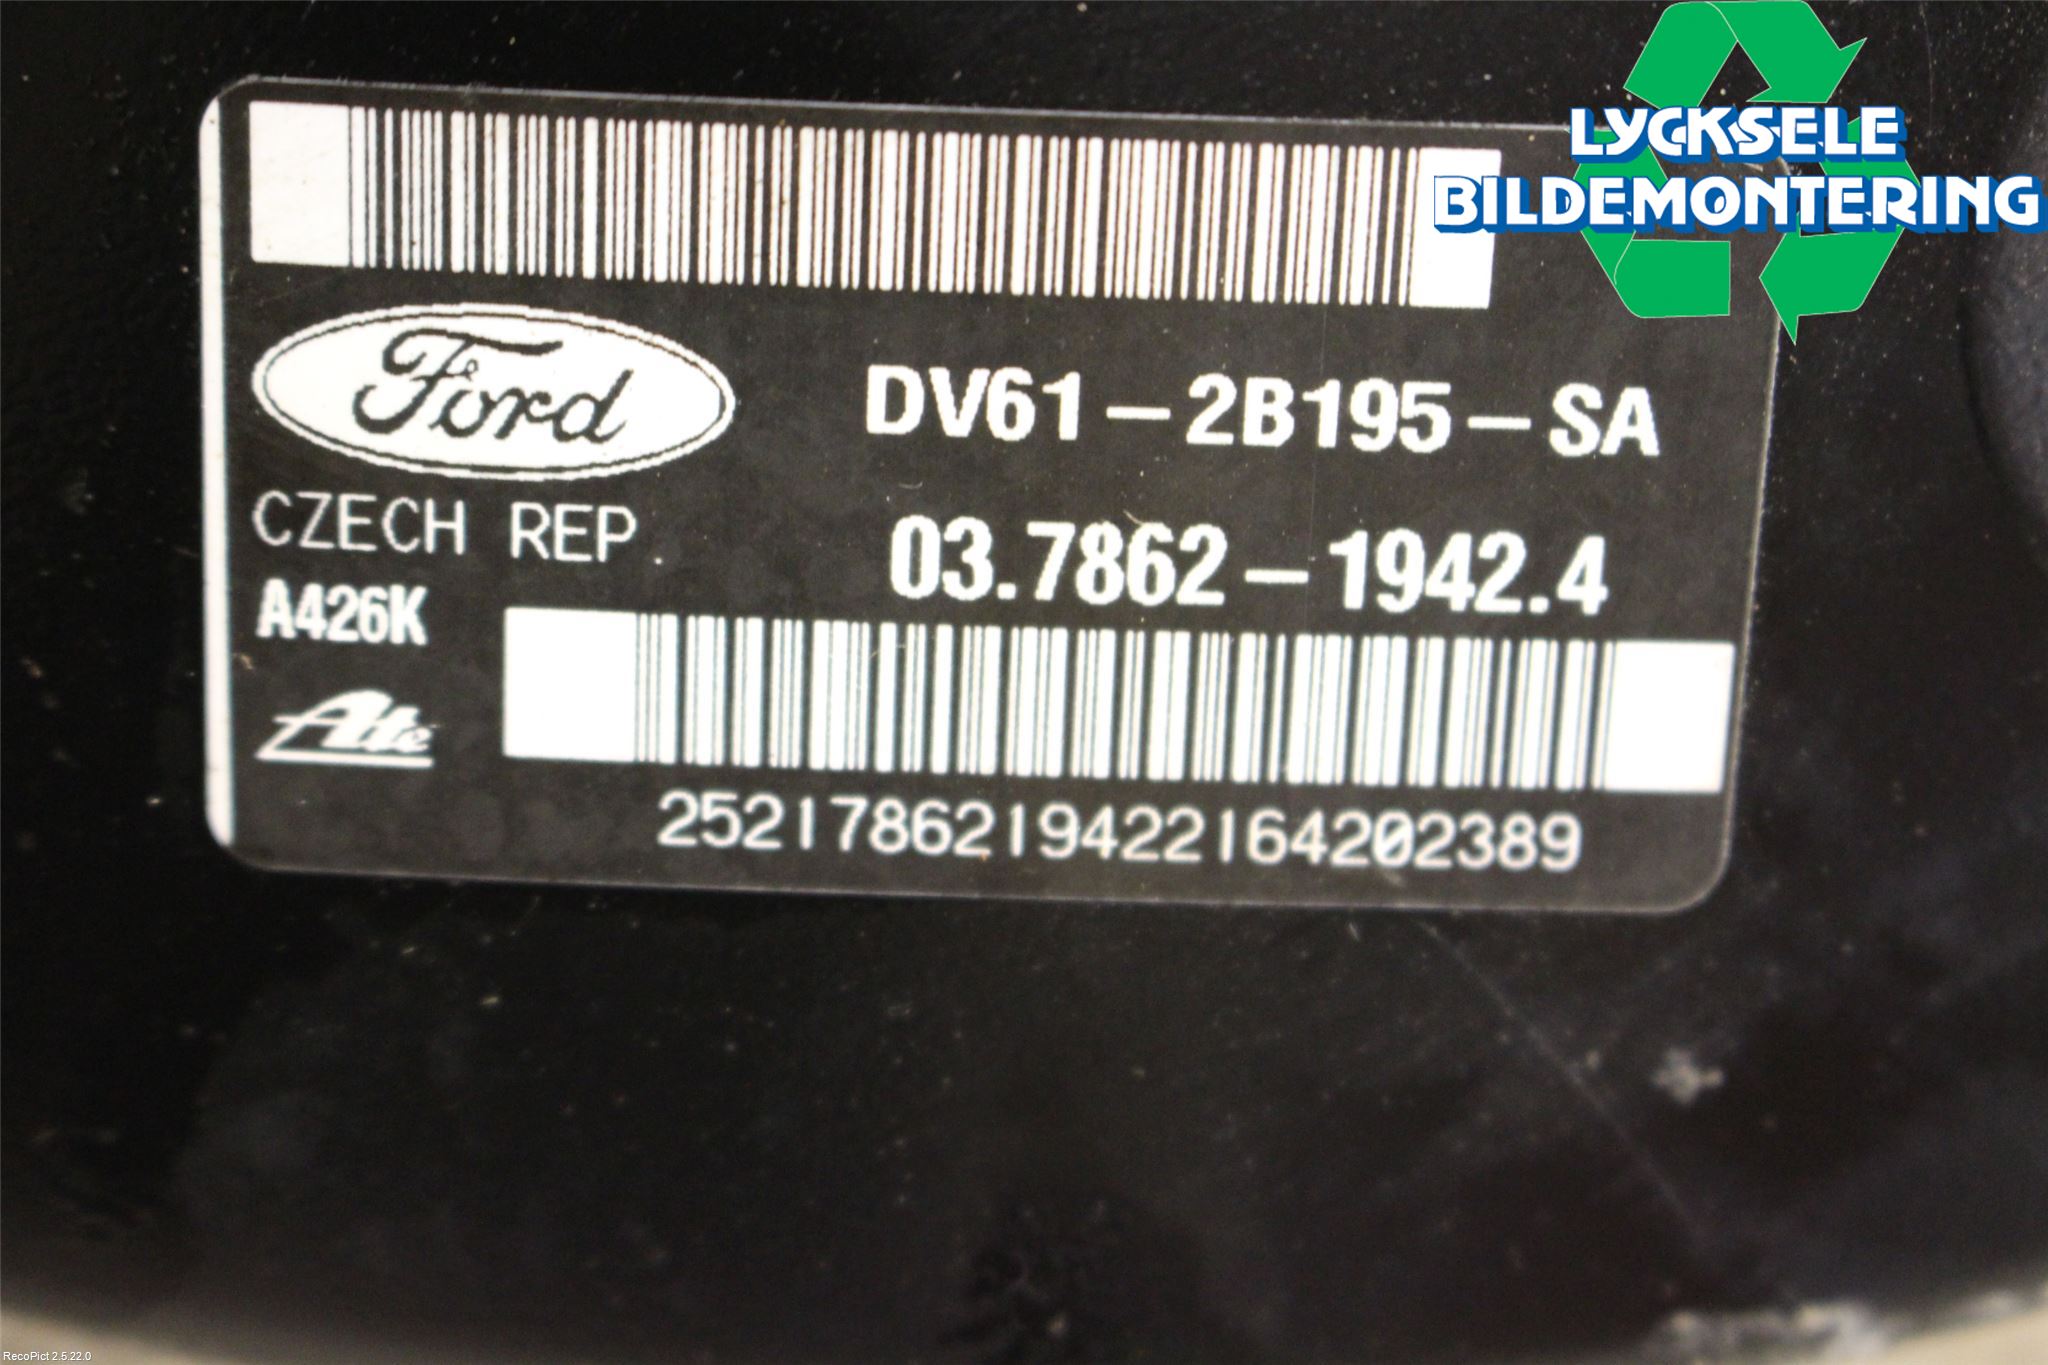 LYCKSELE
BILDEMONTERING
Ford
DV61-2B195-SA
CZECH REP.
03.7862-1942.4
A426K
Ate
2521786219422164202389
RecoPict 2.5.22.0